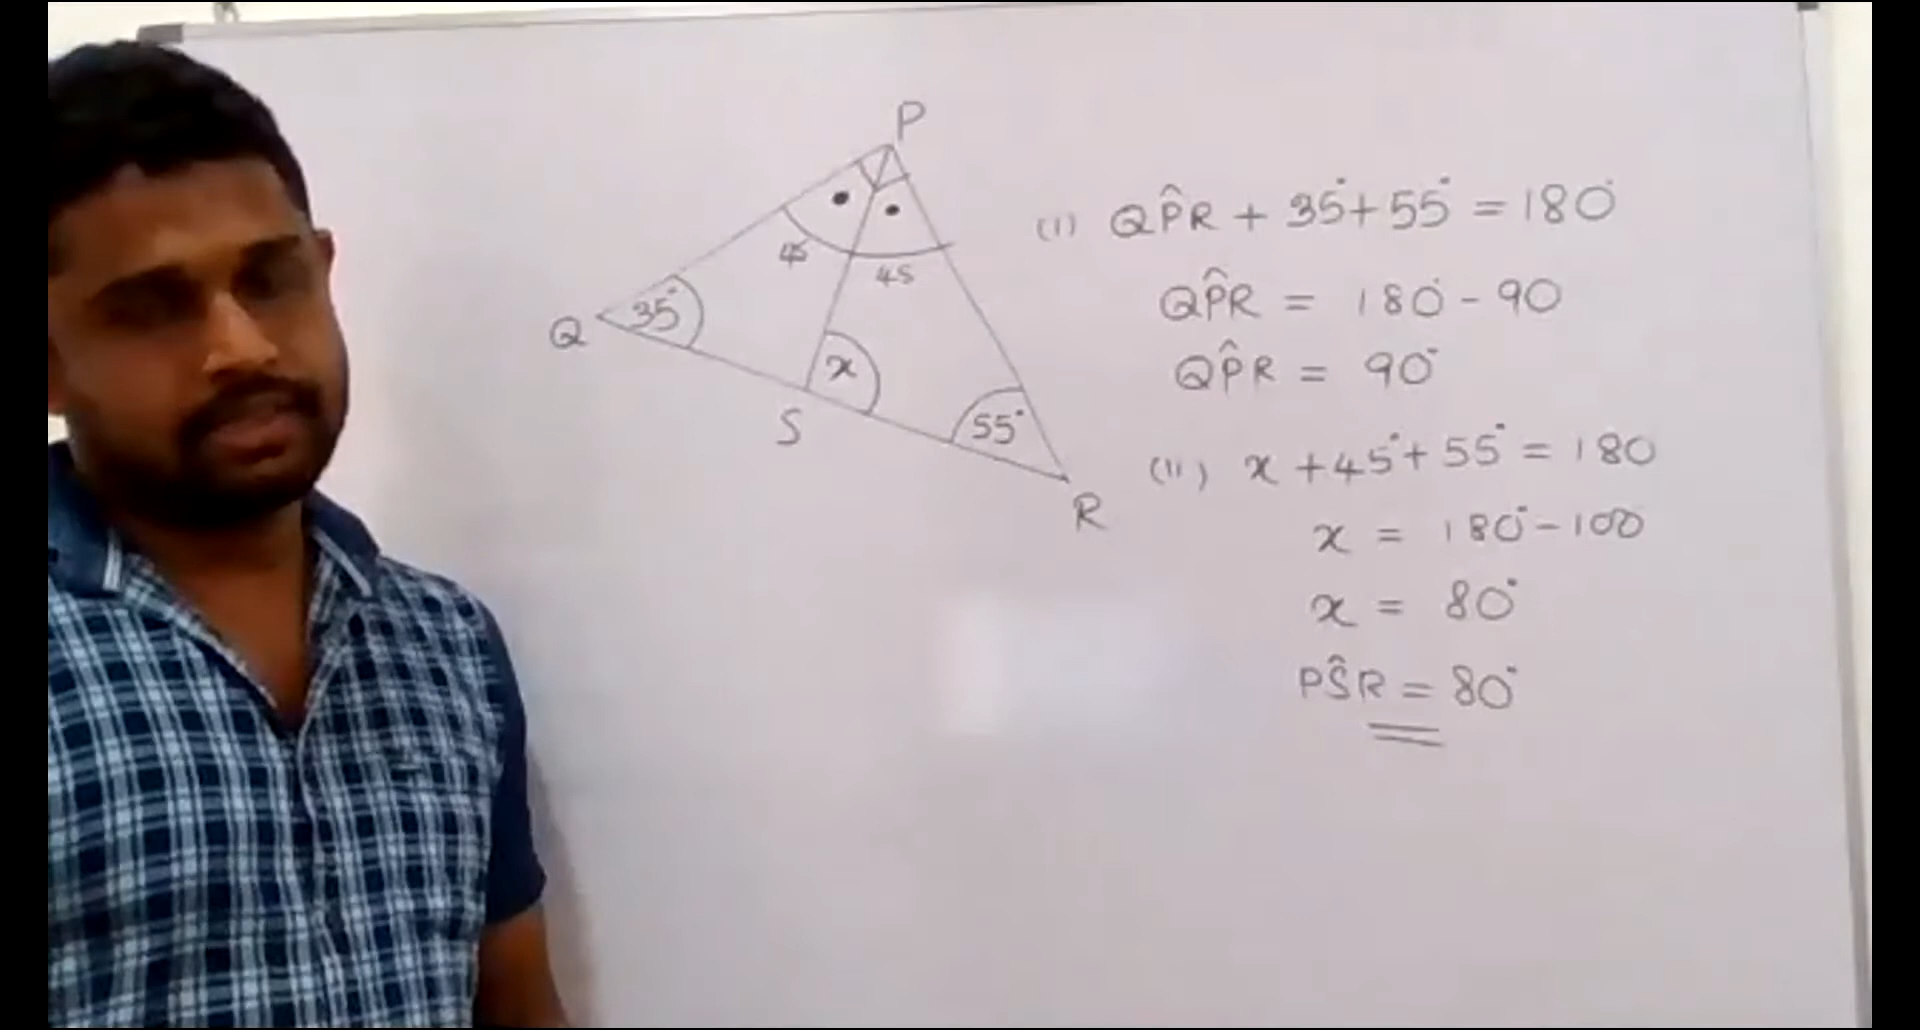 P
(I) QP̂R + 35° + 55° = 180°
45
45
QP̂R = 180° - 90
Q
35°
x
QP̂R = 90°
S
55°
(II) x + 45° + 55° = 180
R
x = 180° - 100
x = 80°
PŜR = 80°